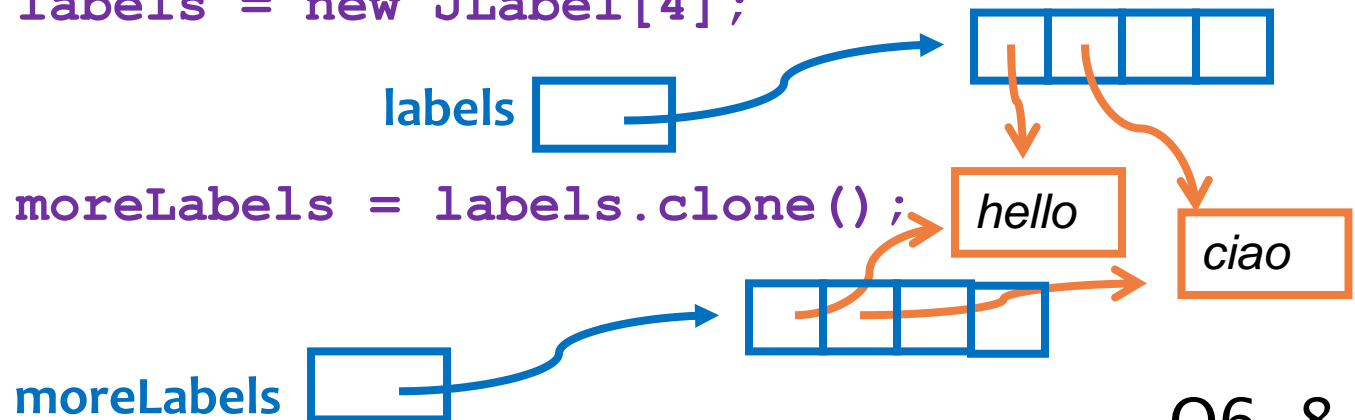 labels = new JLabel[4];
labels
moreLabels = labels.clone();
hello
ciao
moreLabels